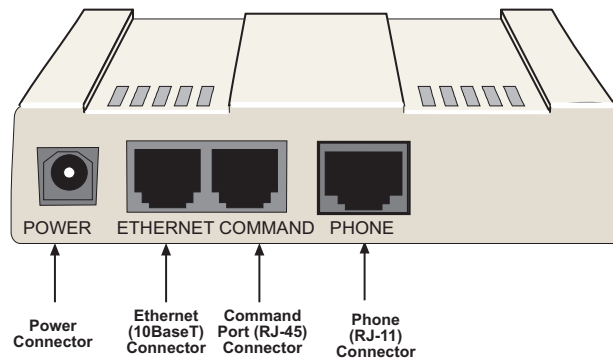 POWER
ETHERNET COMMAND
PHONE
Power
Connector
Ethernet
(10BaseT)
Connector
Command
Port (RJ-45)
Connector
Phone
(RJ-11)
Connector